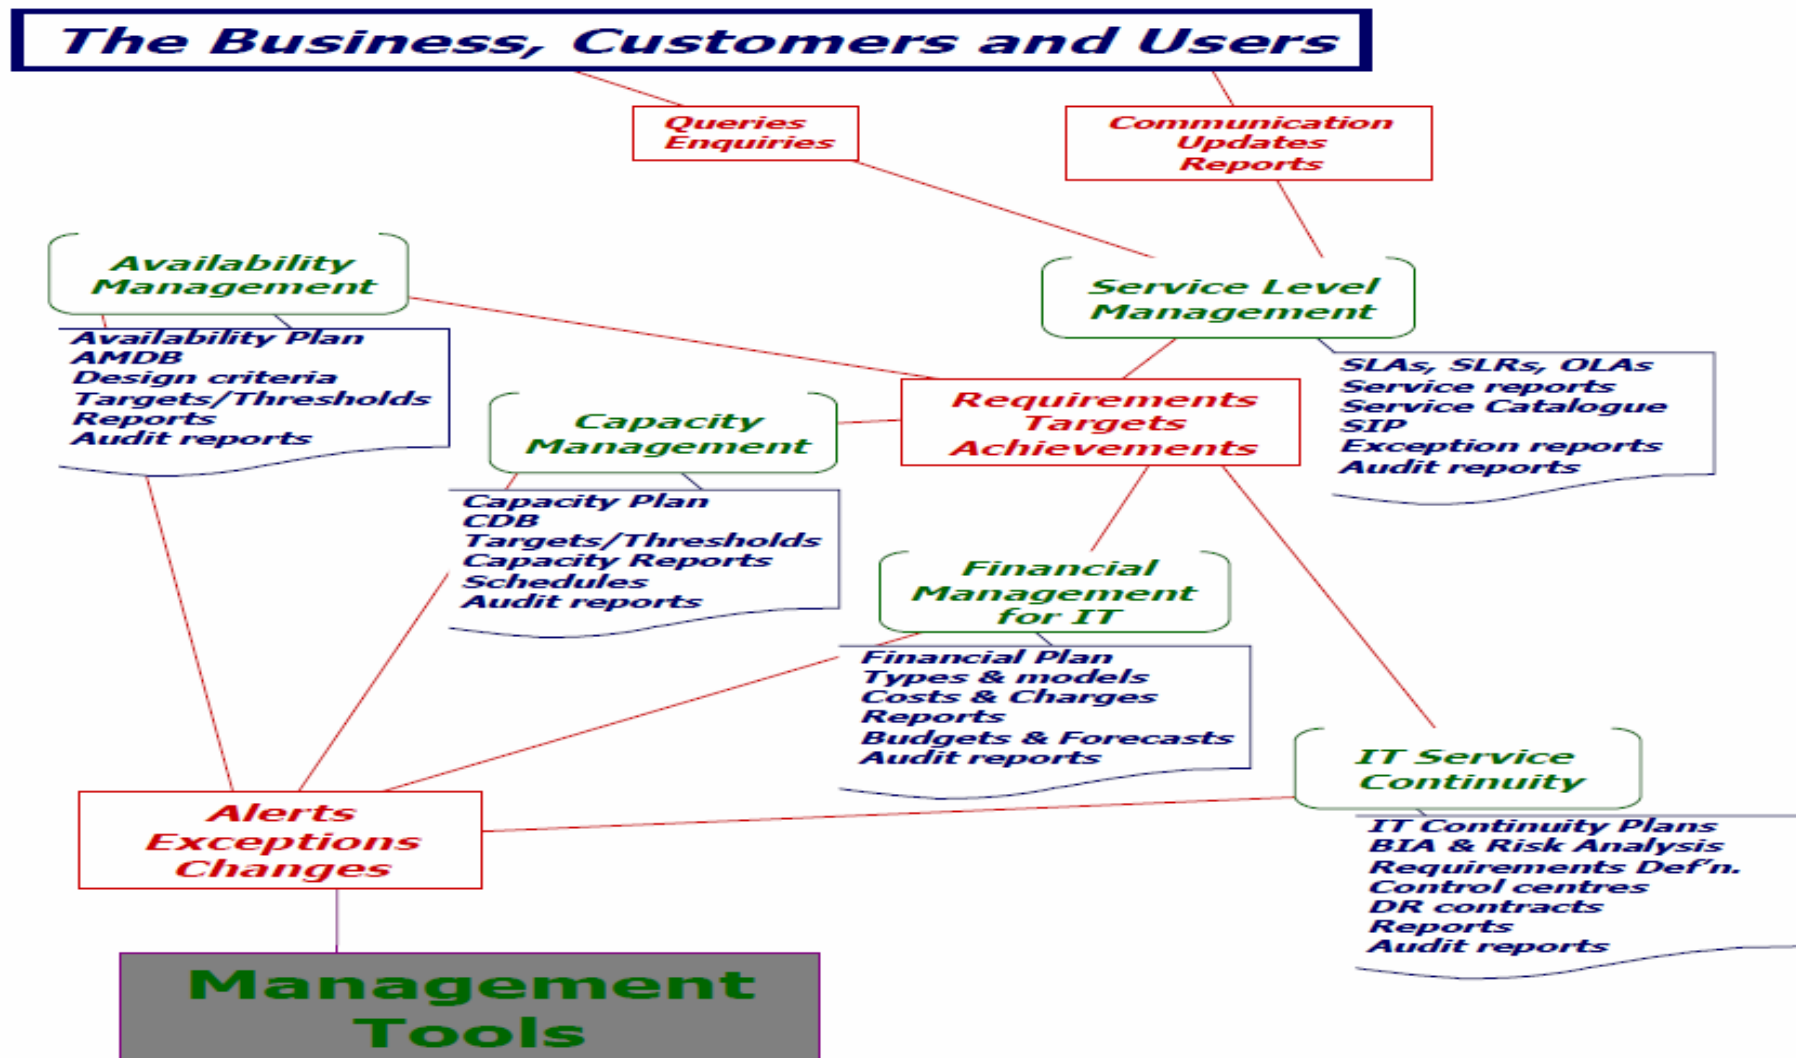 The Business, Customers and Users
Queries
Enquiries
Communication
Updates
Reports
Availability
Management
Availability Plan
AMDB
Design criteria
Targets/Thresholds
Reports
Audit reports
Service Level
Management
SLAs, SLRs, OLAs
Service reports
Service Catalogue
SIP
Exception reports
Audit reports
Requirements
Targets
Achievements
Capacity
Management
Capacity Plan
CDB
Targets/Thresholds
Capacity Reports
Schedules
Audit reports
Financial
Management
for IT
Financial Plan
Types & models
Costs & Charges
Reports
Budgets & Forecasts
Audit reports
IT Service
Continuity
IT Continuity Plans
BIA & Risk Analysis
Requirements Def'n.
Control centres
DR contracts
Reports
Audit reports
Alerts
Exceptions
Changes
Management
Tools